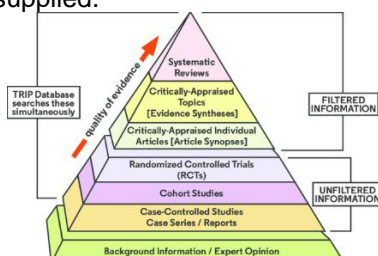 supplied.
Systematic
Reviews
Critically-Appraised
Topics
[Evidence Syntheses]
Critically-Appraised Individual
Articles [Article Synopses]
Randomized Controlled Trials
(RCTs)
Cohort Studies
Case-Controlled Studies
Case Series / Reports
Background Information / Expert Opinion
quality of evidence
TRIP Database
searches these
simultaneously
FILTERED
INFORMATION
UNFILTERED
INFORMATION